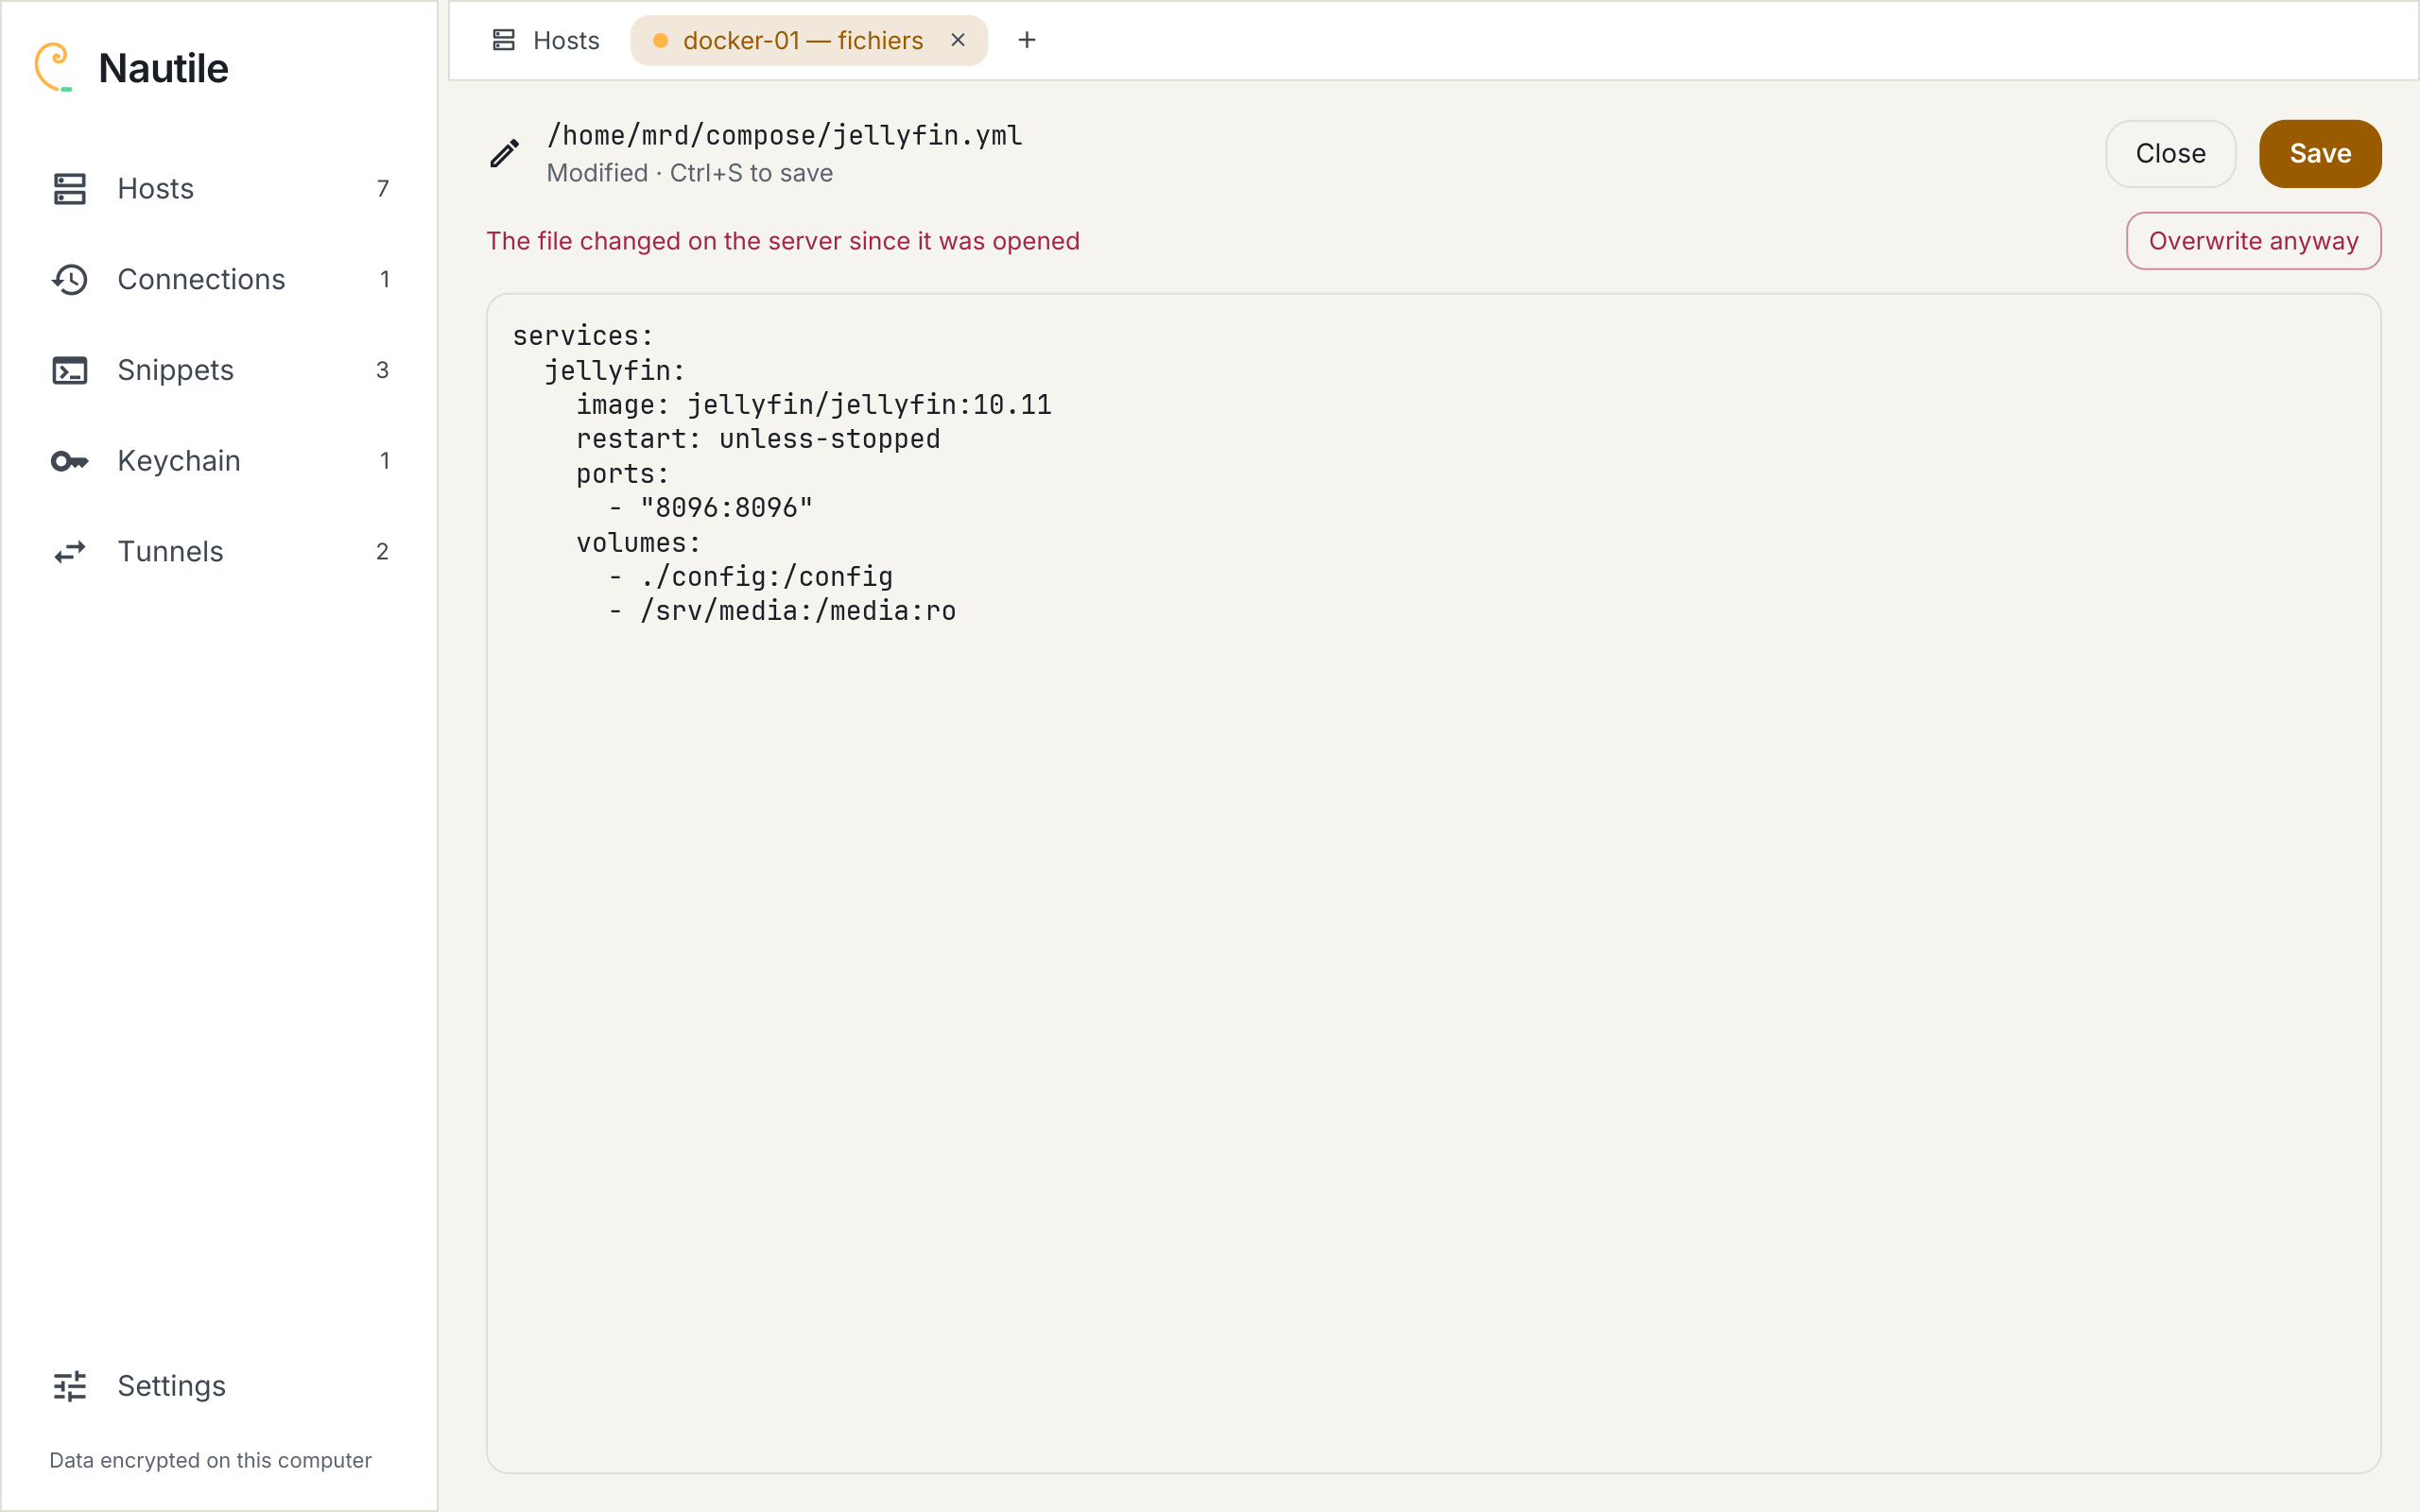 Nautile
Hosts 7
Connections 1
Snippets 3
Keychain 1
Tunnels 2
Settings
Data encrypted on this computer
Hosts
docker-01 — fichiers × +
/home/mrd/compose/jellyfin.yml
Modified · Ctrl+S to save
Close
Save
The file changed on the server since it was opened
Overwrite anyway
services:
  jellyfin:
    image: jellyfin/jellyfin:10.11
    restart: unless-stopped
    ports:
      - "8096:8096"
    volumes:
      - ./config:/config
      - /srv/media:/media:ro